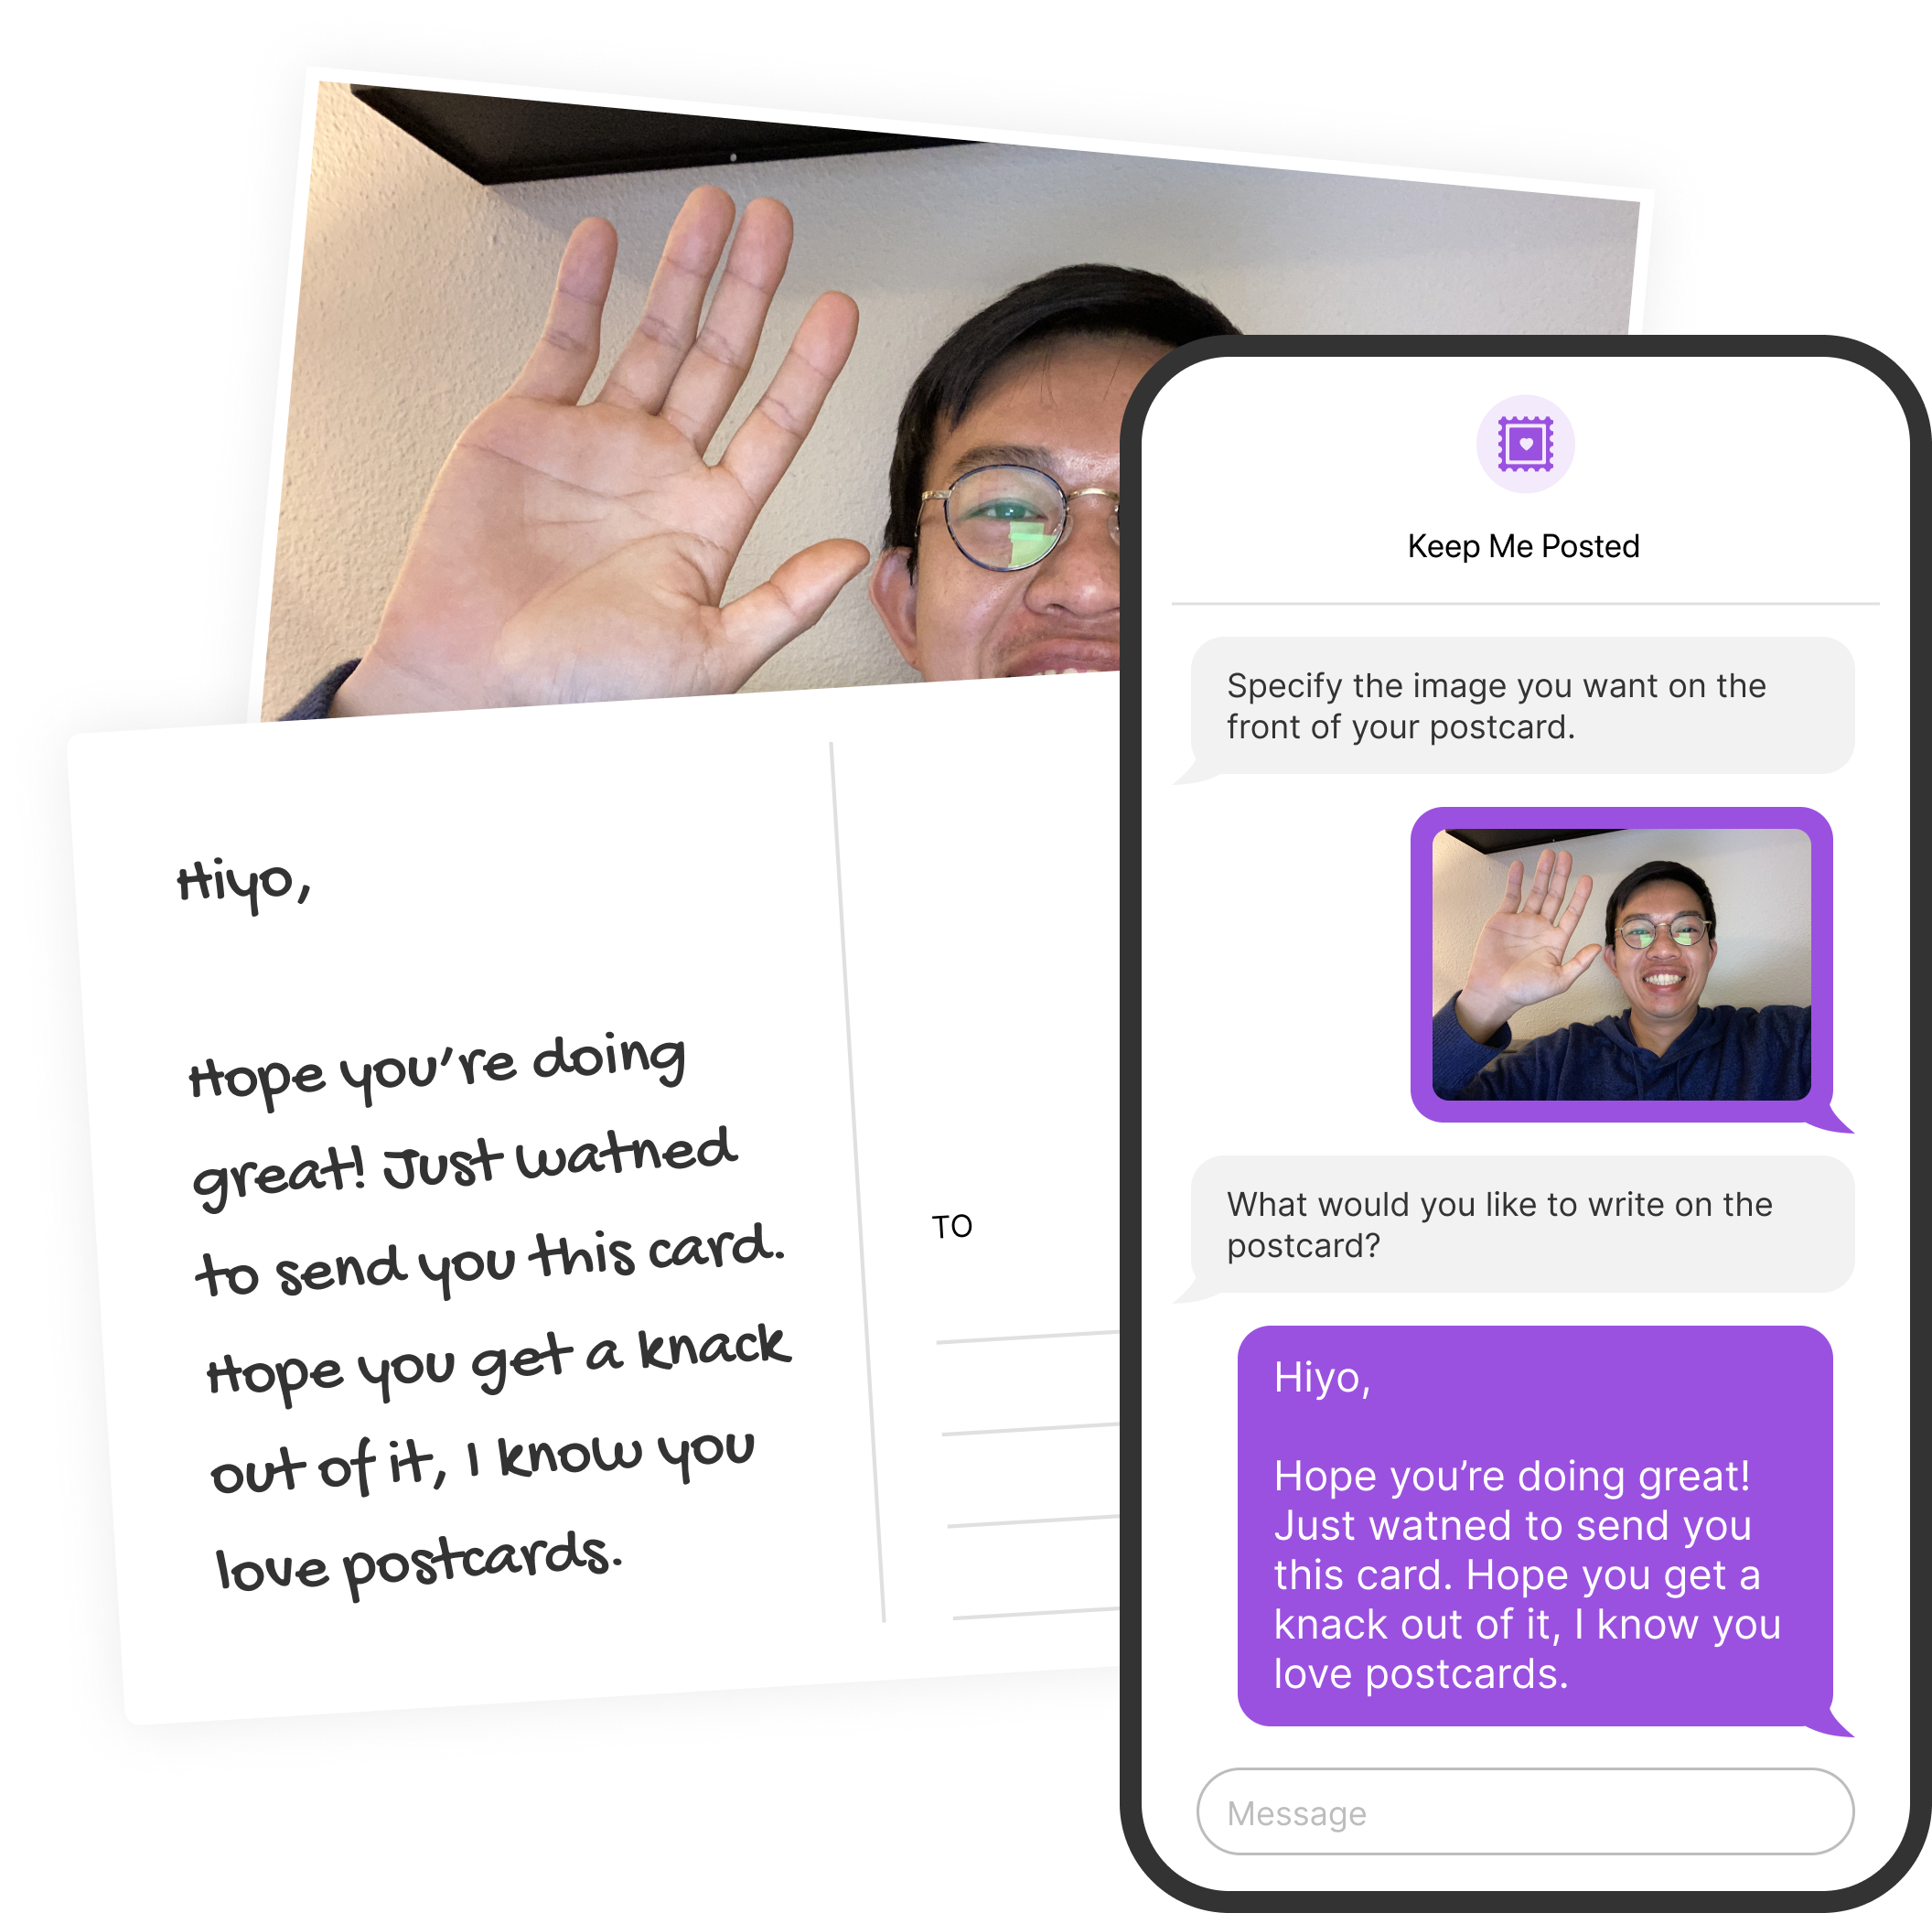 Hiyo,
Hope you're doing
great! Just watned
to send you this card.
Hope you get a knack
out of it, I know you
love postcards.
TO
Keep Me Posted
Specify the image you want on the
front of your postcard.
What would you like to write on the
postcard?
Hiyo,
Hope you’re doing great!
Just watned to send you
this card. Hope you get a
knack out of it, I know you
love postcards.
Message